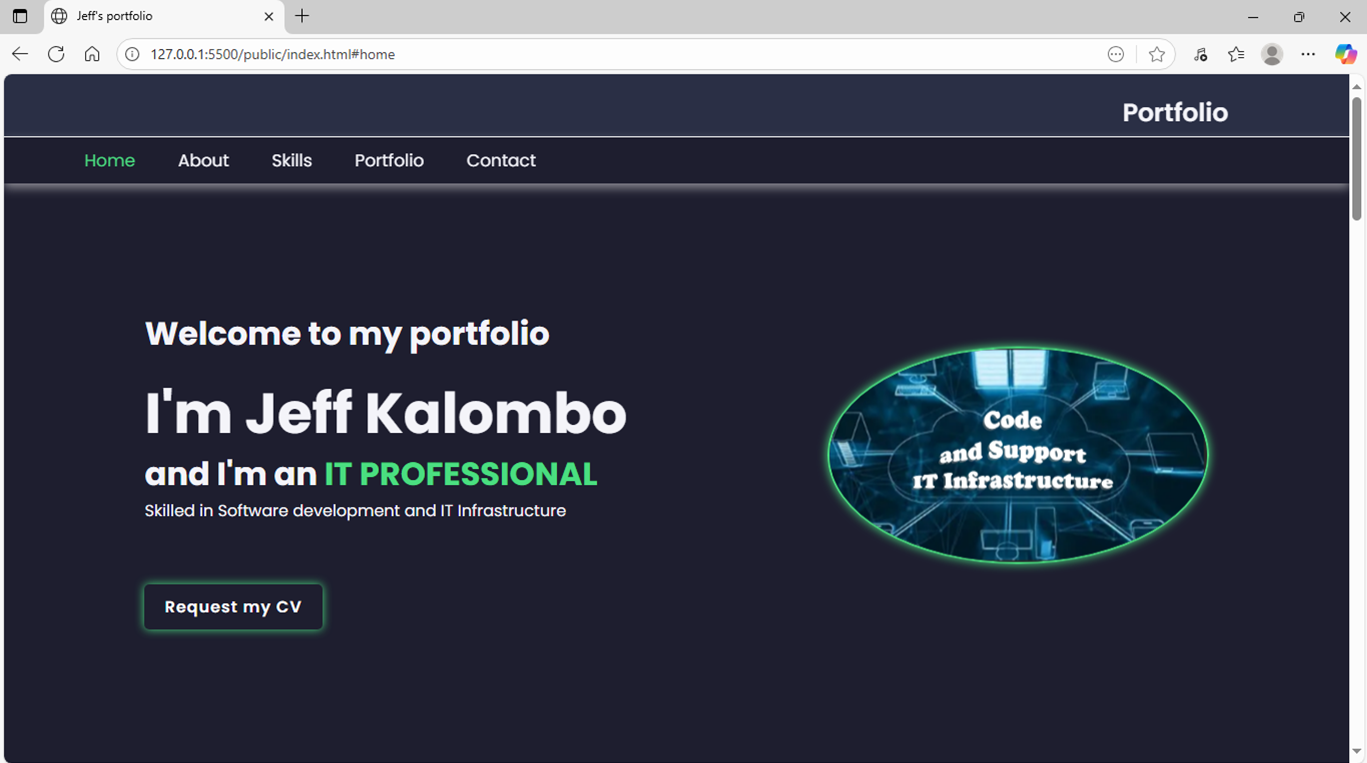 Jeff's portfolio
127.0.0.1:5500/public/index.html#home
Portfolio
Home About Skills Portfolio Contact
Welcome to my portfolio
I'm Jeff Kalombo
and I'm an IT PROFESSIONAL
Skilled in Software development and IT Infrastructure
Request my CV
Code
and Support
IT Infrastructure